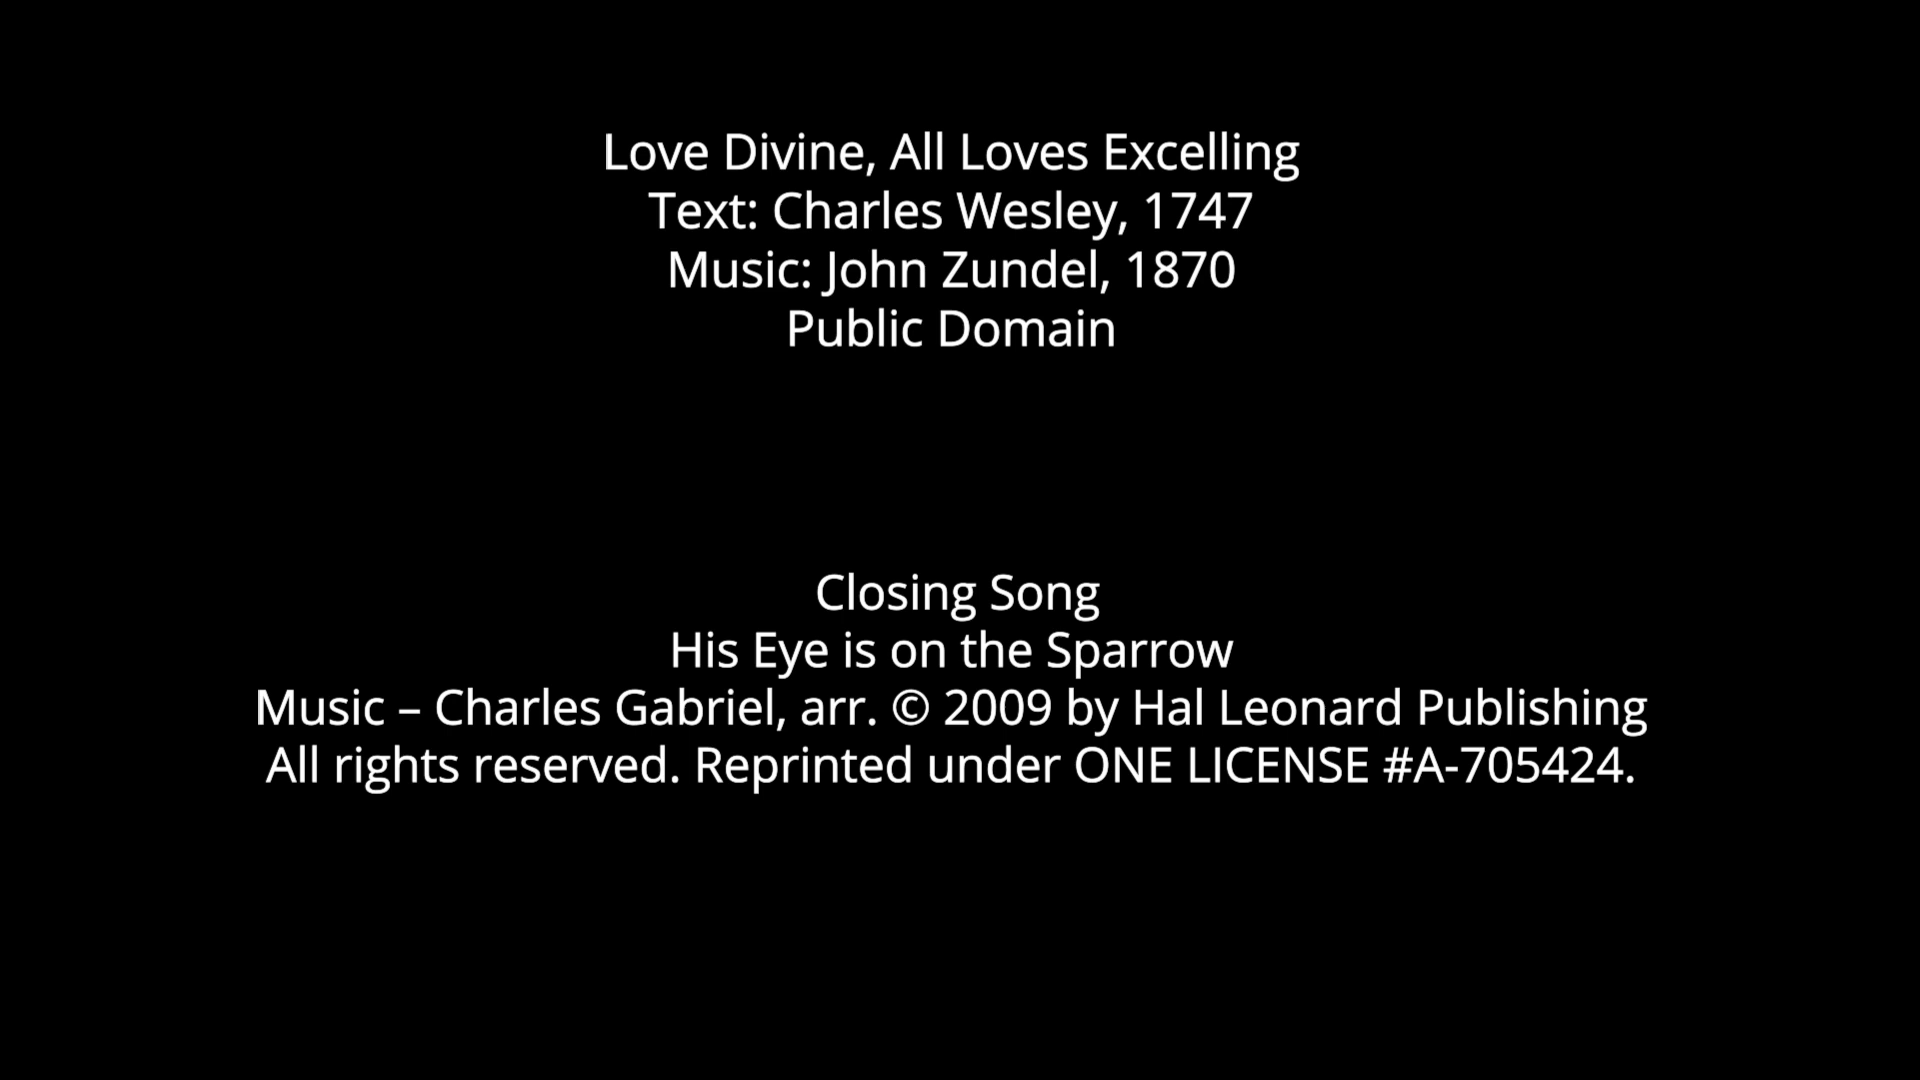 Love Divine, All Loves Excelling
Text: Charles Wesley, 1747
Music: John Zundel, 1870
Public Domain
Closing Song
His Eye is on the Sparrow
Music – Charles Gabriel, arr. © 2009 by Hal Leonard Publishing
All rights reserved. Reprinted under ONE LICENSE #A-705424.